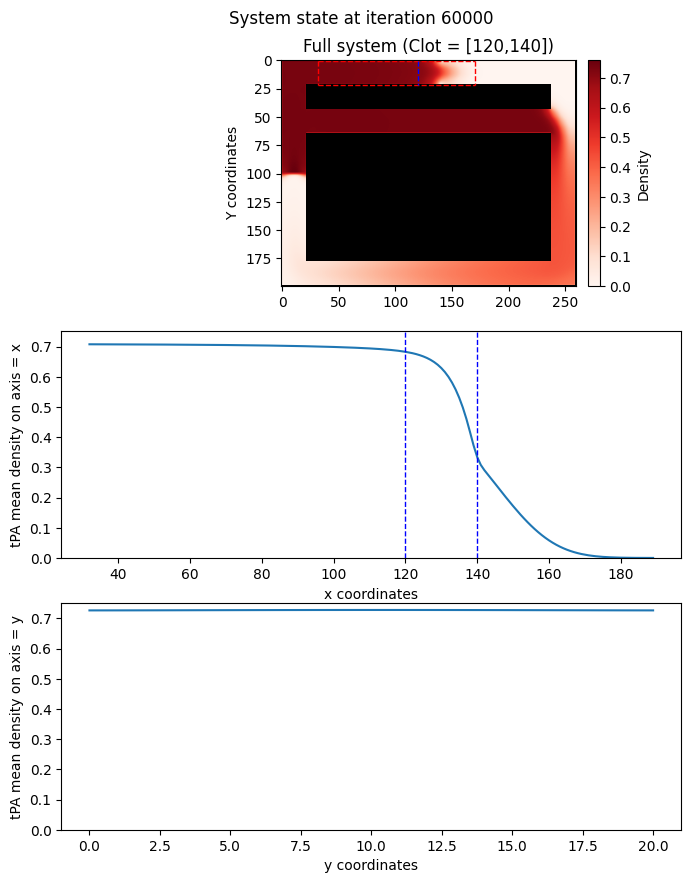 System state at iteration 60000
Full system (Clot = [120,140])
0
25
50
75
100
125
150
175
Y coordinates
0 50 100 150 200 250
0.7
0.6
0.5
0.4
0.3
0.2
0.1
0.0
Density
0.7
0.6
0.5
0.4
0.3
0.2
0.1
0.0
tPA mean density on axis = x
40 60 80 100 120 140 160 180
x coordinates
0.7
0.6
0.5
0.4
0.3
0.2
0.1
0.0
tPA mean density on axis = y
0.0 2.5 5.0 7.5 10.0 12.5 15.0 17.5 20.0
y coordinates